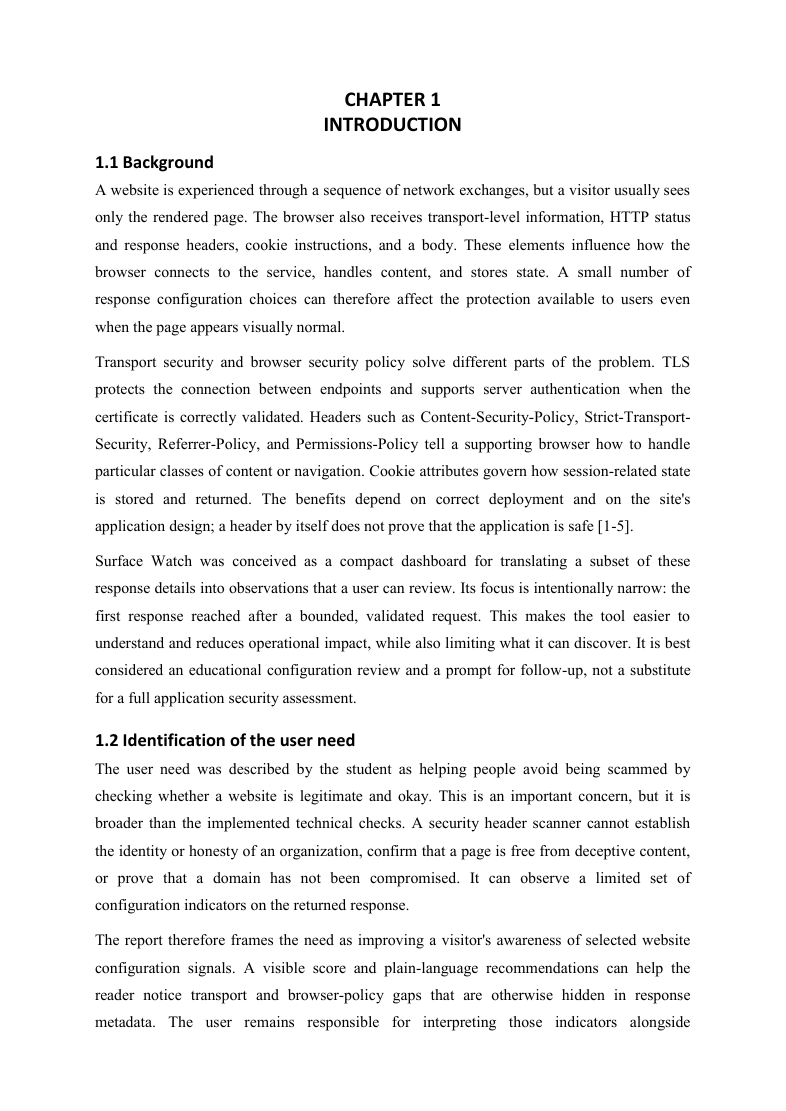 CHAPTER 1
INTRODUCTION
1.1 Background
A website is experienced through a sequence of network exchanges, but a visitor usually sees
only the rendered page. The browser also receives transport-level information, HTTP status
and response headers, cookie instructions, and a body. These elements influence how the
browser connects to the service, handles content, and stores state. A small number of
response configuration choices can therefore affect the protection available to users even
when the page appears visually normal.
Transport security and browser security policy solve different parts of the problem. TLS
protects the connection between endpoints and supports server authentication when the
certificate is correctly validated. Headers such as Content-Security-Policy, Strict-Transport-
Security, Referrer-Policy, and Permissions-Policy tell a supporting browser how to handle
particular classes of content or navigation. Cookie attributes govern how session-related state
is stored and returned. The benefits depend on correct deployment and on the site's
application design; a header by itself does not prove that the application is safe [1-5].
Surface Watch was conceived as a compact dashboard for translating a subset of these
response details into observations that a user can review. Its focus is intentionally narrow: the
first response reached after a bounded, validated request. This makes the tool easier to
understand and reduces operational impact, while also limiting what it can discover. It is best
considered an educational configuration review and a prompt for follow-up, not a substitute
for a full application security assessment.
1.2 Identification of the user need
The user need was described by the student as helping people avoid being scammed by
checking whether a website is legitimate and okay. This is an important concern, but it is
broader than the implemented technical checks. A security header scanner cannot establish
the identity or honesty of an organization, confirm that a page is free from deceptive content,
or prove that a domain has not been compromised. It can observe a limited set of
configuration indicators on the returned response.
The report therefore frames the need as improving a visitor's awareness of selected website
configuration signals. A visible score and plain-language recommendations can help the
reader notice transport and browser-policy gaps that are otherwise hidden in response
metadata. The user remains responsible for interpreting those indicators alongside